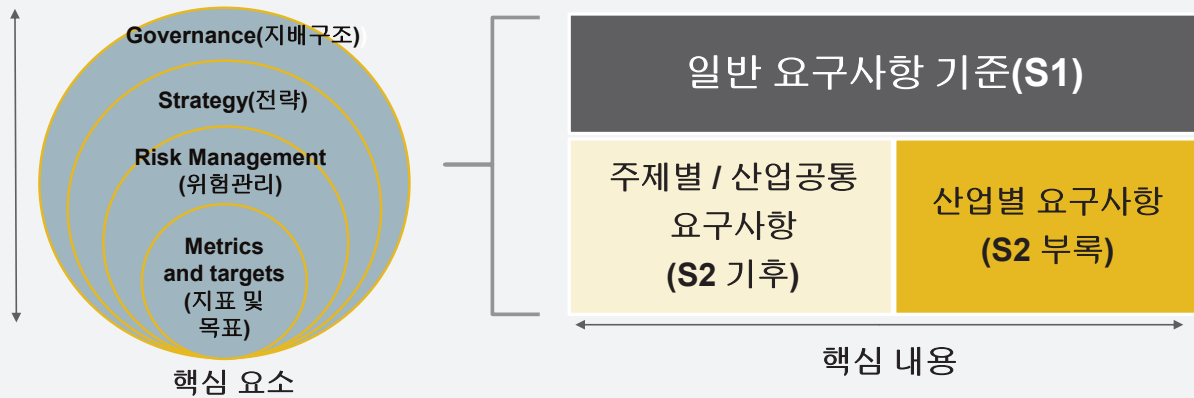 Governance(지배구조)
Strategy(전략)
Risk Management
(위험관리)
Metrics
and targets
(지표 및
목표)
핵심 요소
일반 요구사항 기준(S1)
주제별 / 산업공통
요구사항
(S2 기후)
산업별 요구사항
(S2 부록)
핵심 내용